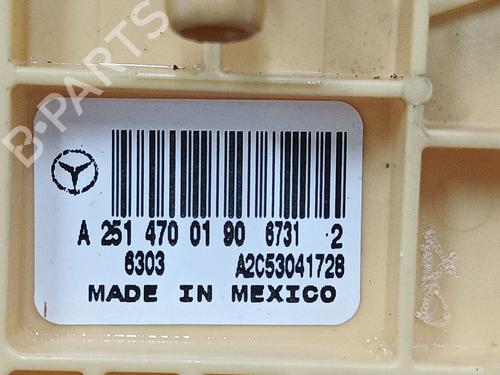 B-PARTS
A 251 470 01 90 6731 2
6303 A2C53041728
MADE IN MEXICO